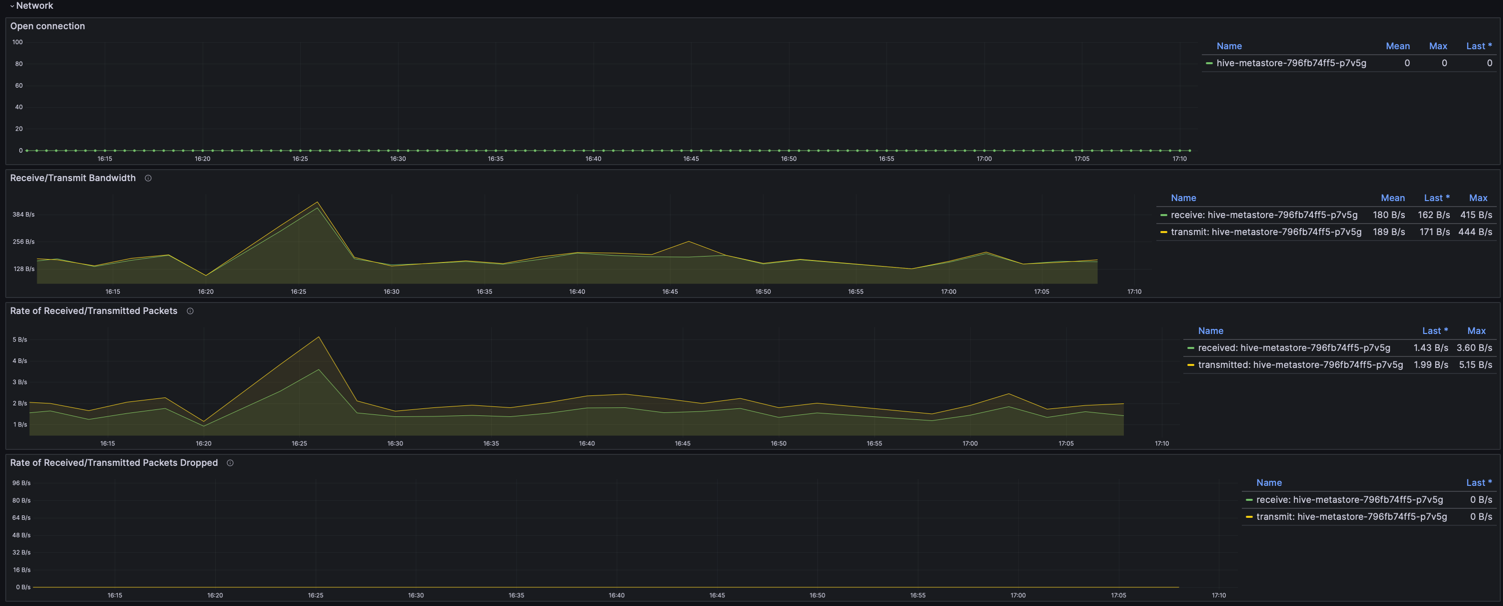 Network
Open connection
100
80
60
40
20
0
16:15 16:20 16:25 16:30 16:35 16:40 16:45 16:50 16:55 17:00 17:05 17:10
Name Mean Max Last *
hive-metastore-796fb74ff5-p7v5g 0 0 0
Receive/Transmit Bandwidth
384 B/s
256 B/s
128 B/s
16:15 16:20 16:25 16:30 16:35 16:40 16:45 16:50 16:55 17:00 17:05 17:10
Name Mean Last * Max
receive: hive-metastore-796fb74ff5-p7v5g 180 B/s 162 B/s 415 B/s
transmit: hive-metastore-796fb74ff5-p7v5g 189 B/s 171 B/s 444 B/s
Rate of Received/Transmitted Packets
5 B/s
4 B/s
3 B/s
2 B/s
1 B/s
16:15 16:20 16:25 16:30 16:35 16:40 16:45 16:50 16:55 17:00 17:05 17:10
Name Last * Max
received: hive-metastore-796fb74ff5-p7v5g 1.43 B/s 3.60 B/s
transmitted: hive-metastore-796fb74ff5-p7v5g 1.99 B/s 5.15 B/s
Rate of Received/Transmitted Packets Dropped
96 B/s
80 B/s
64 B/s
48 B/s
32 B/s
16 B/s
0 B/s
16:15 16:20 16:25 16:30 16:35 16:40 16:45 16:50 16:55 17:00 17:05 17:10
Name Last *
receive: hive-metastore-796fb74ff5-p7v5g 0 B/s
transmit: hive-metastore-796fb74ff5-p7v5g 0 B/s